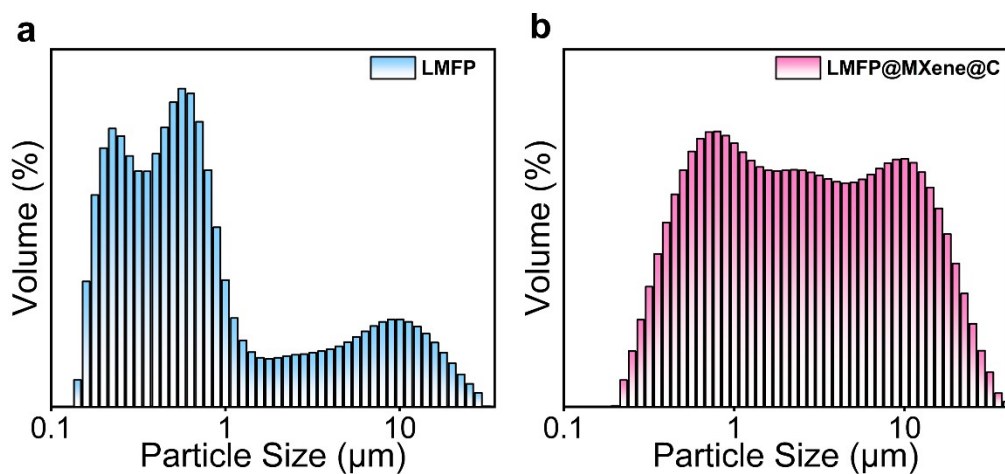 a
LMFP
Volume (%)
0.1
1
10
Particle Size (µm)
b
LMFP@MXene@C
Volume (%)
0.1
1
10
Particle Size (µm)